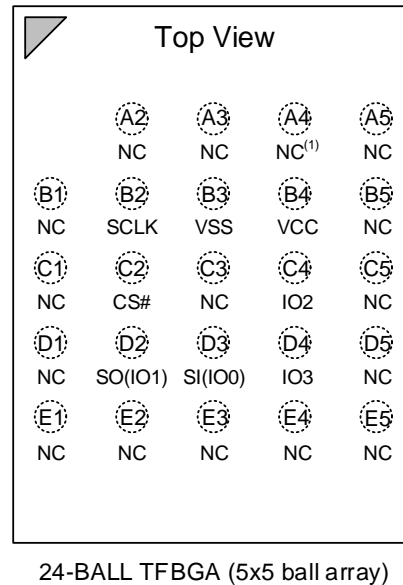 Top View
A2 A3 A4 A5
NC NC NC(1) NC
B1 B2 B3 B4 B5
NC SCLK VSS VCC NC
C1 C2 C3 C4 C5
NC CS# NC IO2 NC
D1 D2 D3 D4 D5
NC SO(IO1) SI(IO0) IO3 NC
E1 E2 E3 E4 E5
NC NC NC NC NC
24-BALL TFBGA (5x5 ball array)